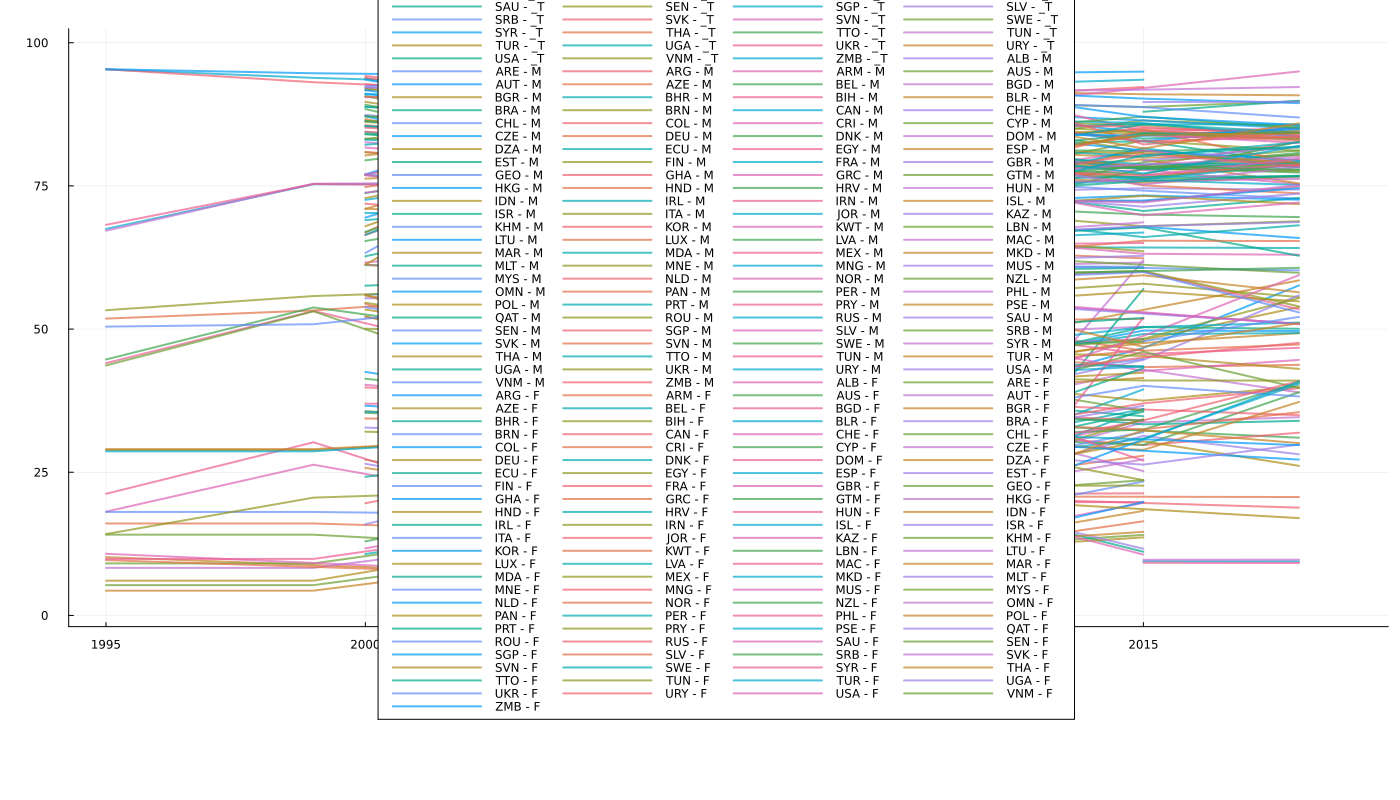 SAU - _T SEN - _T SGP - _T SLV - _T
SRB - _T SVK - _T SVN - _T SWE - _T
SYR - _T THA - _T TTO - _T TUN - _T
TUR - _T UGA - _T UKR - _T URY - _T
USA - _T VNM - _T ZMB - _T ALB - M
ARE - M ARG - M ARM - M AUS - M
AUT - M AZE - M BEL - M BGD - M
BGR - M BHR - M BIH - M BLR - M
BRA - M BRN - M CAN - M CHE - M
CHL - M COL - M CRI - M CYP - M
CZE - M DEU - M DNK - M DOM - M
DZA - M ECU - M EGY - M ESP - M
EST - M FIN - M FRA - M GBR - M
GEO - M GHA - M GRC - M GTM - M
HKG - M HND - M HRV - M HUN - M
IDN - M IRL - M IRN - M ISL - M
ISR - M ITA - M JOR - M KAZ - M
KHM - M KOR - M KWT - M LBN - M
LTU - M LUX - M LVA - M MAC - M
MAR - M MDA - M MEX - M MKD - M
MLT - M MNE - M MNG - M MUS - M
MYS - M NLD - M NOR - M NZL - M
OMN - M PAN - M PER - M PHL - M
POL - M PRT - M PRY - M PSE - M
QAT - M ROU - M RUS - M SAU - M
SEN - M SGP - M SLV - M SRB - M
SVK - M SVN - M SWE - M SYR - M
THA - M TTO - M TUN - M TUR - M
UGA - M UKR - M URY - M USA - M
VNM - M ZMB - M ALB - F ARE - F
ARG - F ARM - F AUS - F AUT - F
AZE - F BEL - F BGD - F BGR - F
BHR - F BIH - F BLR - F BRA - F
BRN - F CAN - F CHE - F CHL - F
COL - F CRI - F CYP - F CZE - F
DEU - F DNK - F DOM - F DZA - F
ECU - F EGY - F ESP - F EST - F
FIN - F FRA - F GBR - F GEO - F
GHA - F GRC - F GTM - F HKG - F
HND - F HRV - F HUN - F IDN - F
IRL - F IRN - F ISL - F ISR - F
ITA - F JOR - F KAZ - F KHM - F
KOR - F KWT - F LBN - F LTU - F
LUX - F LVA - F MAC - F MAR - F
MDA - F MEX - F MKD - F MLT - F
MNE - F MNG - F MUS - F MYS - F
NLD - F NOR - F NZL - F OMN - F
PAN - F PER - F PHL - F POL - F
PRT - F PRY - F PSE - F QAT - F
ROU - F RUS - F SAU - F SEN - F
SGP - F SLV - F SRB - F SVK - F
SVN - F SWE - F SYR - F THA - F
TTO - F TUN - F TUR - F UGA - F
UKR - F URY - F USA - F VNM - F
ZMB - F
100
75
50
25
0
1995 2000 2015